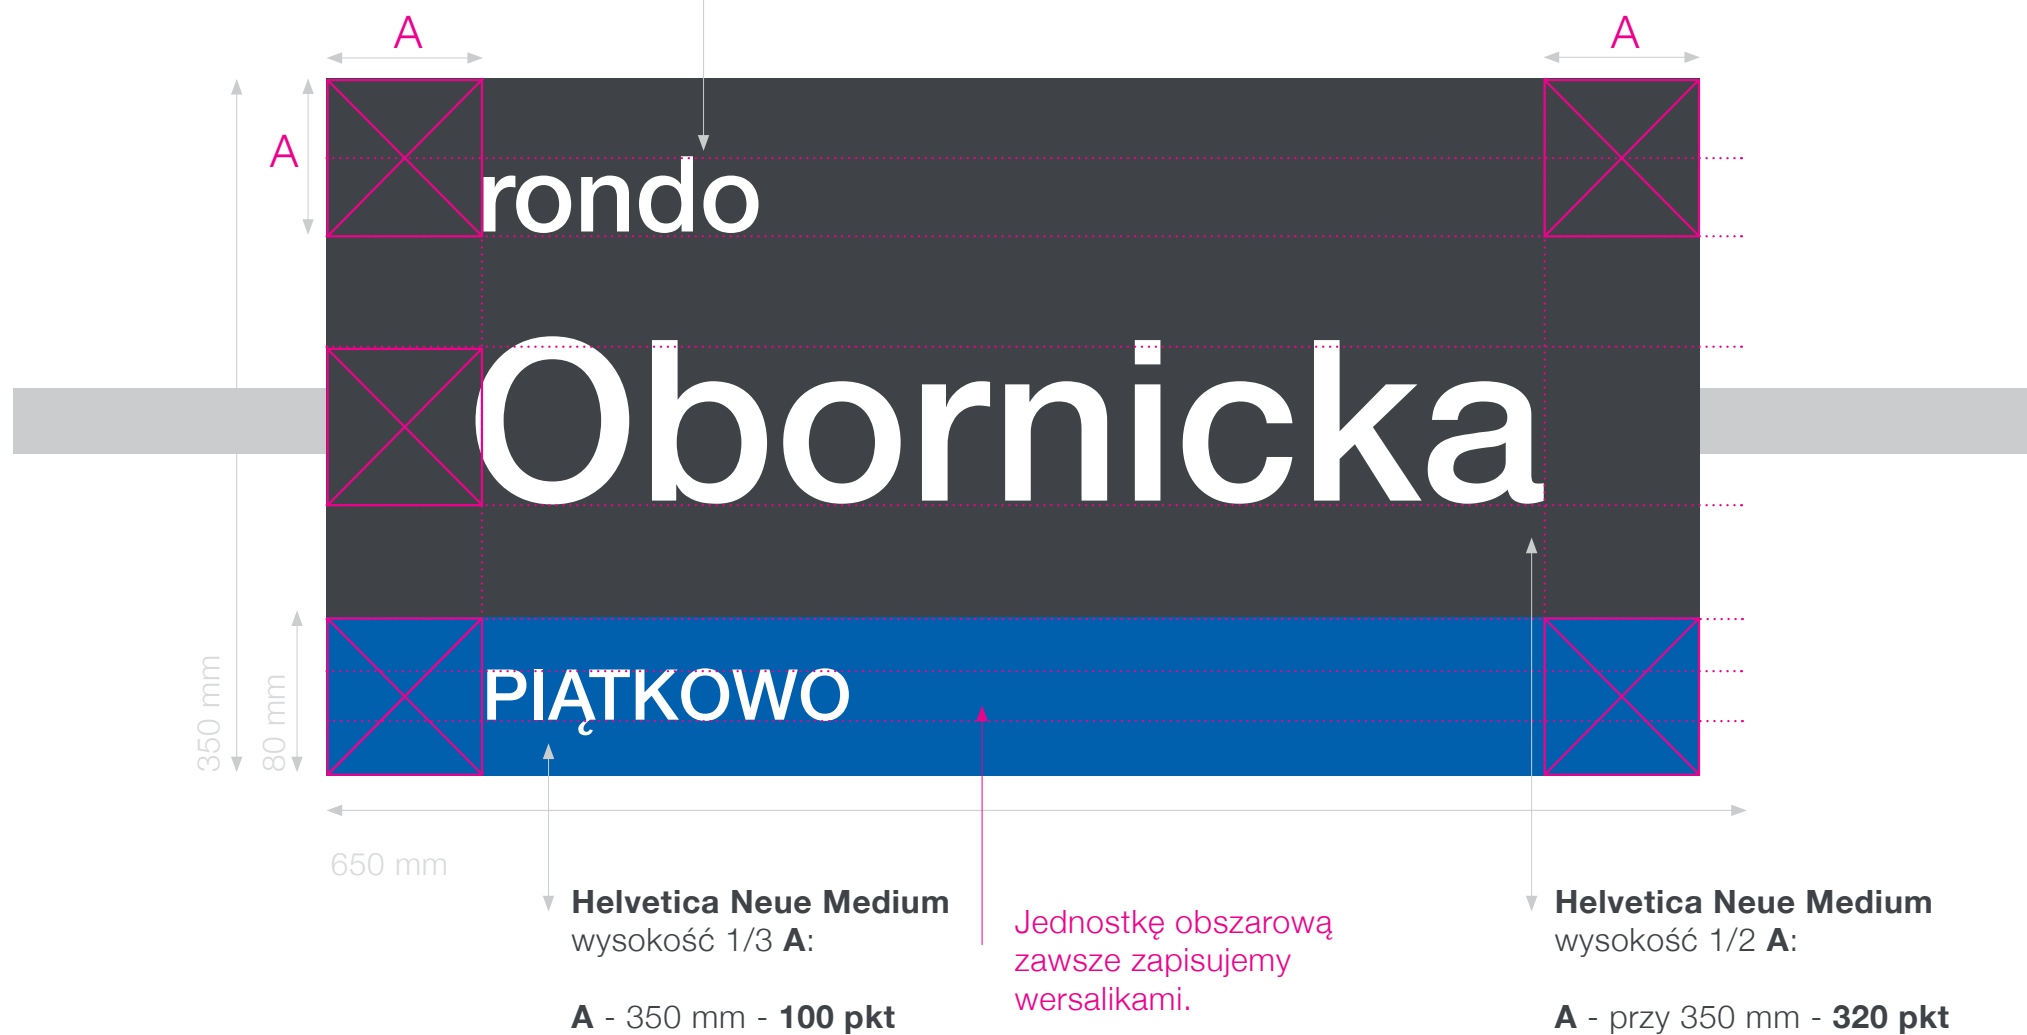 A
A
A
rondo
Obornicka
PIĄTKOWO
350 mm
80 mm
650 mm
Helvetica Neue Medium
wysokość 1/3 A:
A - 350 mm - 100 pkt
Jednostkę obszarową
zawsze zapisujemy
wersalikami.
Helvetica Neue Medium
wysokość 1/2 A:
A - przy 350 mm - 320 pkt